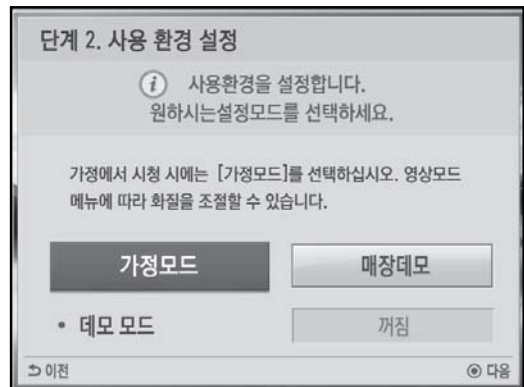 단계 2. 사용 환경 설정
i 사용환경을 설정합니다.
원하시는설정모드를 선택하세요.
가정에서 시청 시에는 [가정모드]를 선택하십시오. 영상모드
메뉴에 따라 화질을 조절할 수 있습니다.
가정모드 매장데모
• 데모 모드 꺼짐
이전 다음